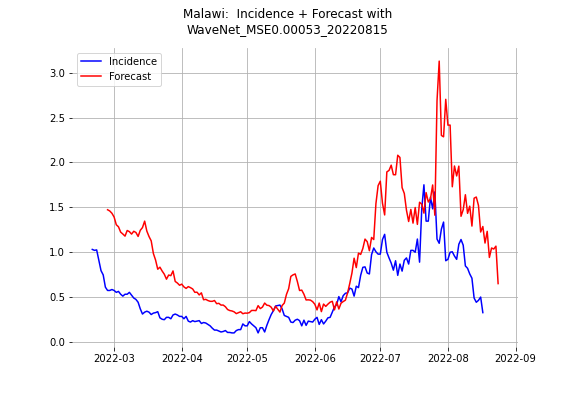 Malawi:  Incidence + Forecast with
WaveNet_MSE0.00053_20220815
Incidence
Forecast
3.0
2.5
2.0
1.5
1.0
0.5
0.0
2022-03 2022-04 2022-05 2022-06 2022-07 2022-08 2022-09